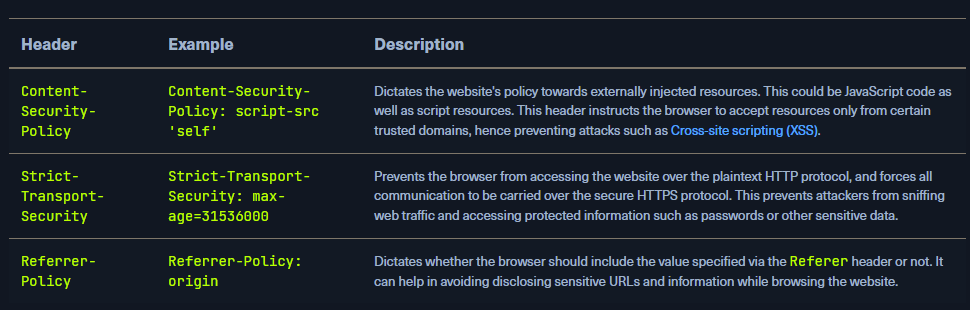 Header Example Description
Content-
Security-
Policy
Content-Security-
Policy: script-src
'self'
Dictates the website's policy towards externally injected resources. This could be JavaScript code as
well as script resources. This header instructs the browser to accept resources only from certain
trusted domains, hence preventing attacks such as Cross-site scripting (XSS).
Strict-
Transport-
Security
Strict-Transport-
Security: max-
age=31536000
Prevents the browser from accessing the website over the plaintext HTTP protocol, and forces all
communication to be carried over the secure HTTPS protocol. This prevents attackers from sniffing
web traffic and accessing protected information such as passwords or other sensitive data.
Referrer-
Policy
Referrer-Policy:
origin
Dictates whether the browser should include the value specified via the Referer header or not. It
can help in avoiding disclosing sensitive URLs and information while browsing the website.